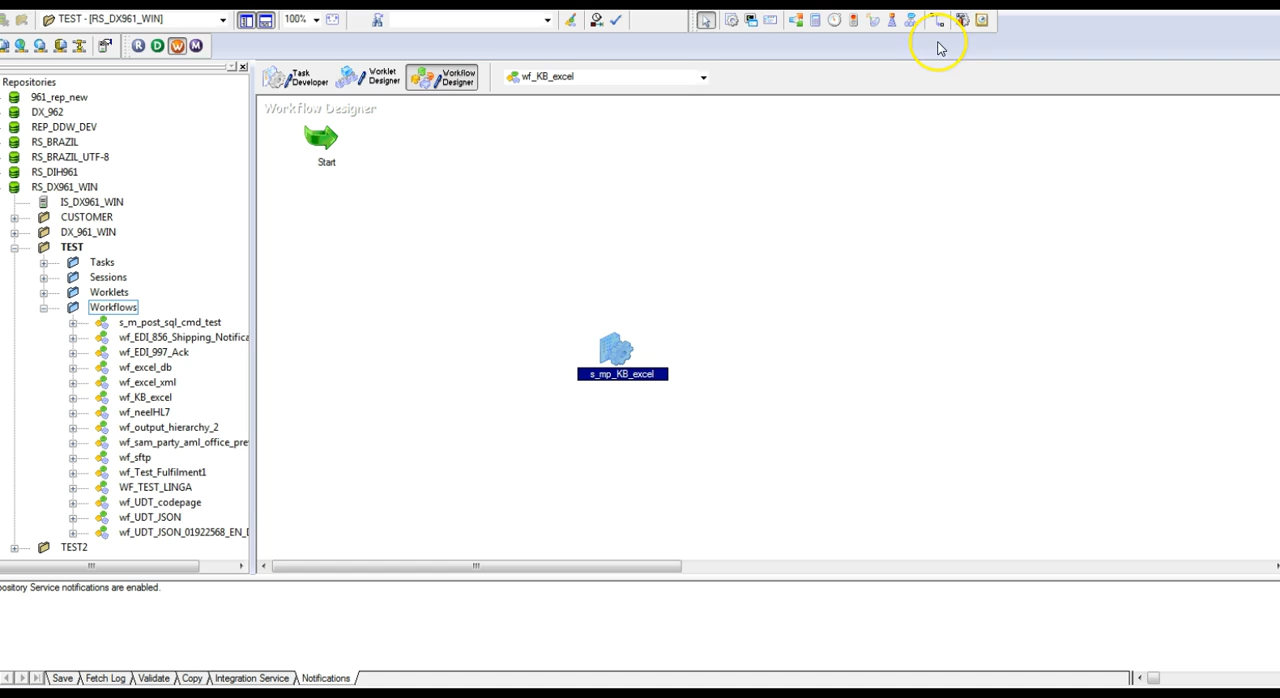 TEST - [RS_DX961_WIN]
100%
R D W M
Repositories
961_rep_new
DX_962
REP_DDW_DEV
RS_BRAZIL
RS_BRAZIL_UTF-8
RS_DIH961
RS_DX961_WIN
IS_DX961_WIN
CUSTOMER
DX_961_WIN
TEST
Tasks
Sessions
Worklets
Workflows
s_m_post_sql_cmd_test
wf_EDI_856_Shipping_Notifica
wf_EDI_997_Ack
wf_excel_db
wf_excel_xml
wf_KB_excel
wf_neelHL7
wf_output_hierarchy_2
wf_sam_party_aml_office_pre
wf_sftp
wf_Test_Fulfilment1
WF_TEST_LINGA
wf_UDT_codepage
wf_UDT_JSON
wf_UDT_JSON_01922568_EN_D
TEST2
Task Developer
Worklet Designer
Workflow Designer
wf_KB_excel
Workflow Designer
Start
s_mp_KB_excel
pository Service notifications are enabled.
Save Fetch Log Validate Copy Integration Service Notifications